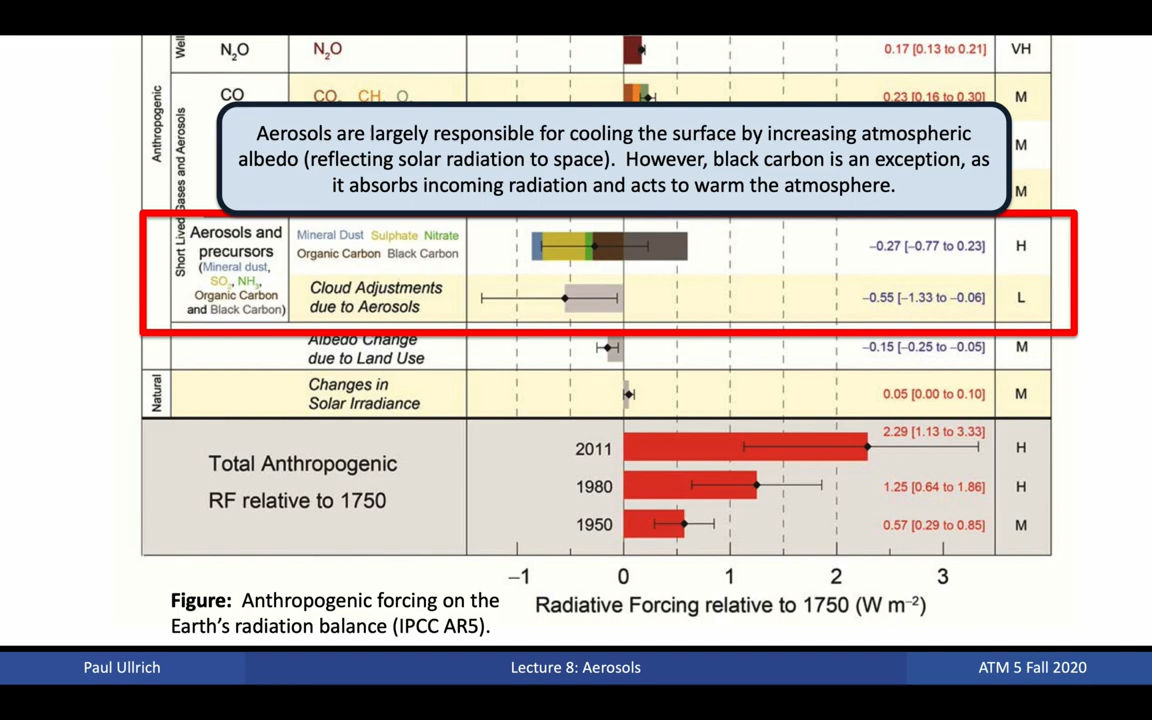 N₂O N₂O 0.17 [0.13 to 0.21] VH
CO CO₂ CH₄ O₃ 0.23 [0.16 to 0.30] M
Anthropogenic
Well
Short Lived Gases and Aerosols
Aerosols are largely responsible for cooling the surface by increasing atmospheric
albedo (reflecting solar radiation to space). However, black carbon is an exception, as
it absorbs incoming radiation and acts to warm the atmosphere.
M
M
Aerosols and
precursors
(Mineral dust,
SO₂, NH₃,
Organic Carbon
and Black Carbon)
Mineral Dust Sulphate Nitrate
Organic Carbon Black Carbon
−0.27 [−0.77 to 0.23] H
Cloud Adjustments
due to Aerosols
−0.55 [−1.33 to −0.06] L
Albedo Change
due to Land Use
−0.15 [−0.25 to −0.05] M
Natural
Changes in
Solar Irradiance
0.05 [0.00 to 0.10] M
Total Anthropogenic
RF relative to 1750
2011 2.29 [1.13 to 3.33] H
1980 1.25 [0.64 to 1.86] H
1950 0.57 [0.29 to 0.85] M
−1 0 1 2 3
Radiative Forcing relative to 1750 (W m⁻²)
Figure: Anthropogenic forcing on the
Earth's radiation balance (IPCC AR5).
Paul Ullrich Lecture 8: Aerosols ATM 5 Fall 2020